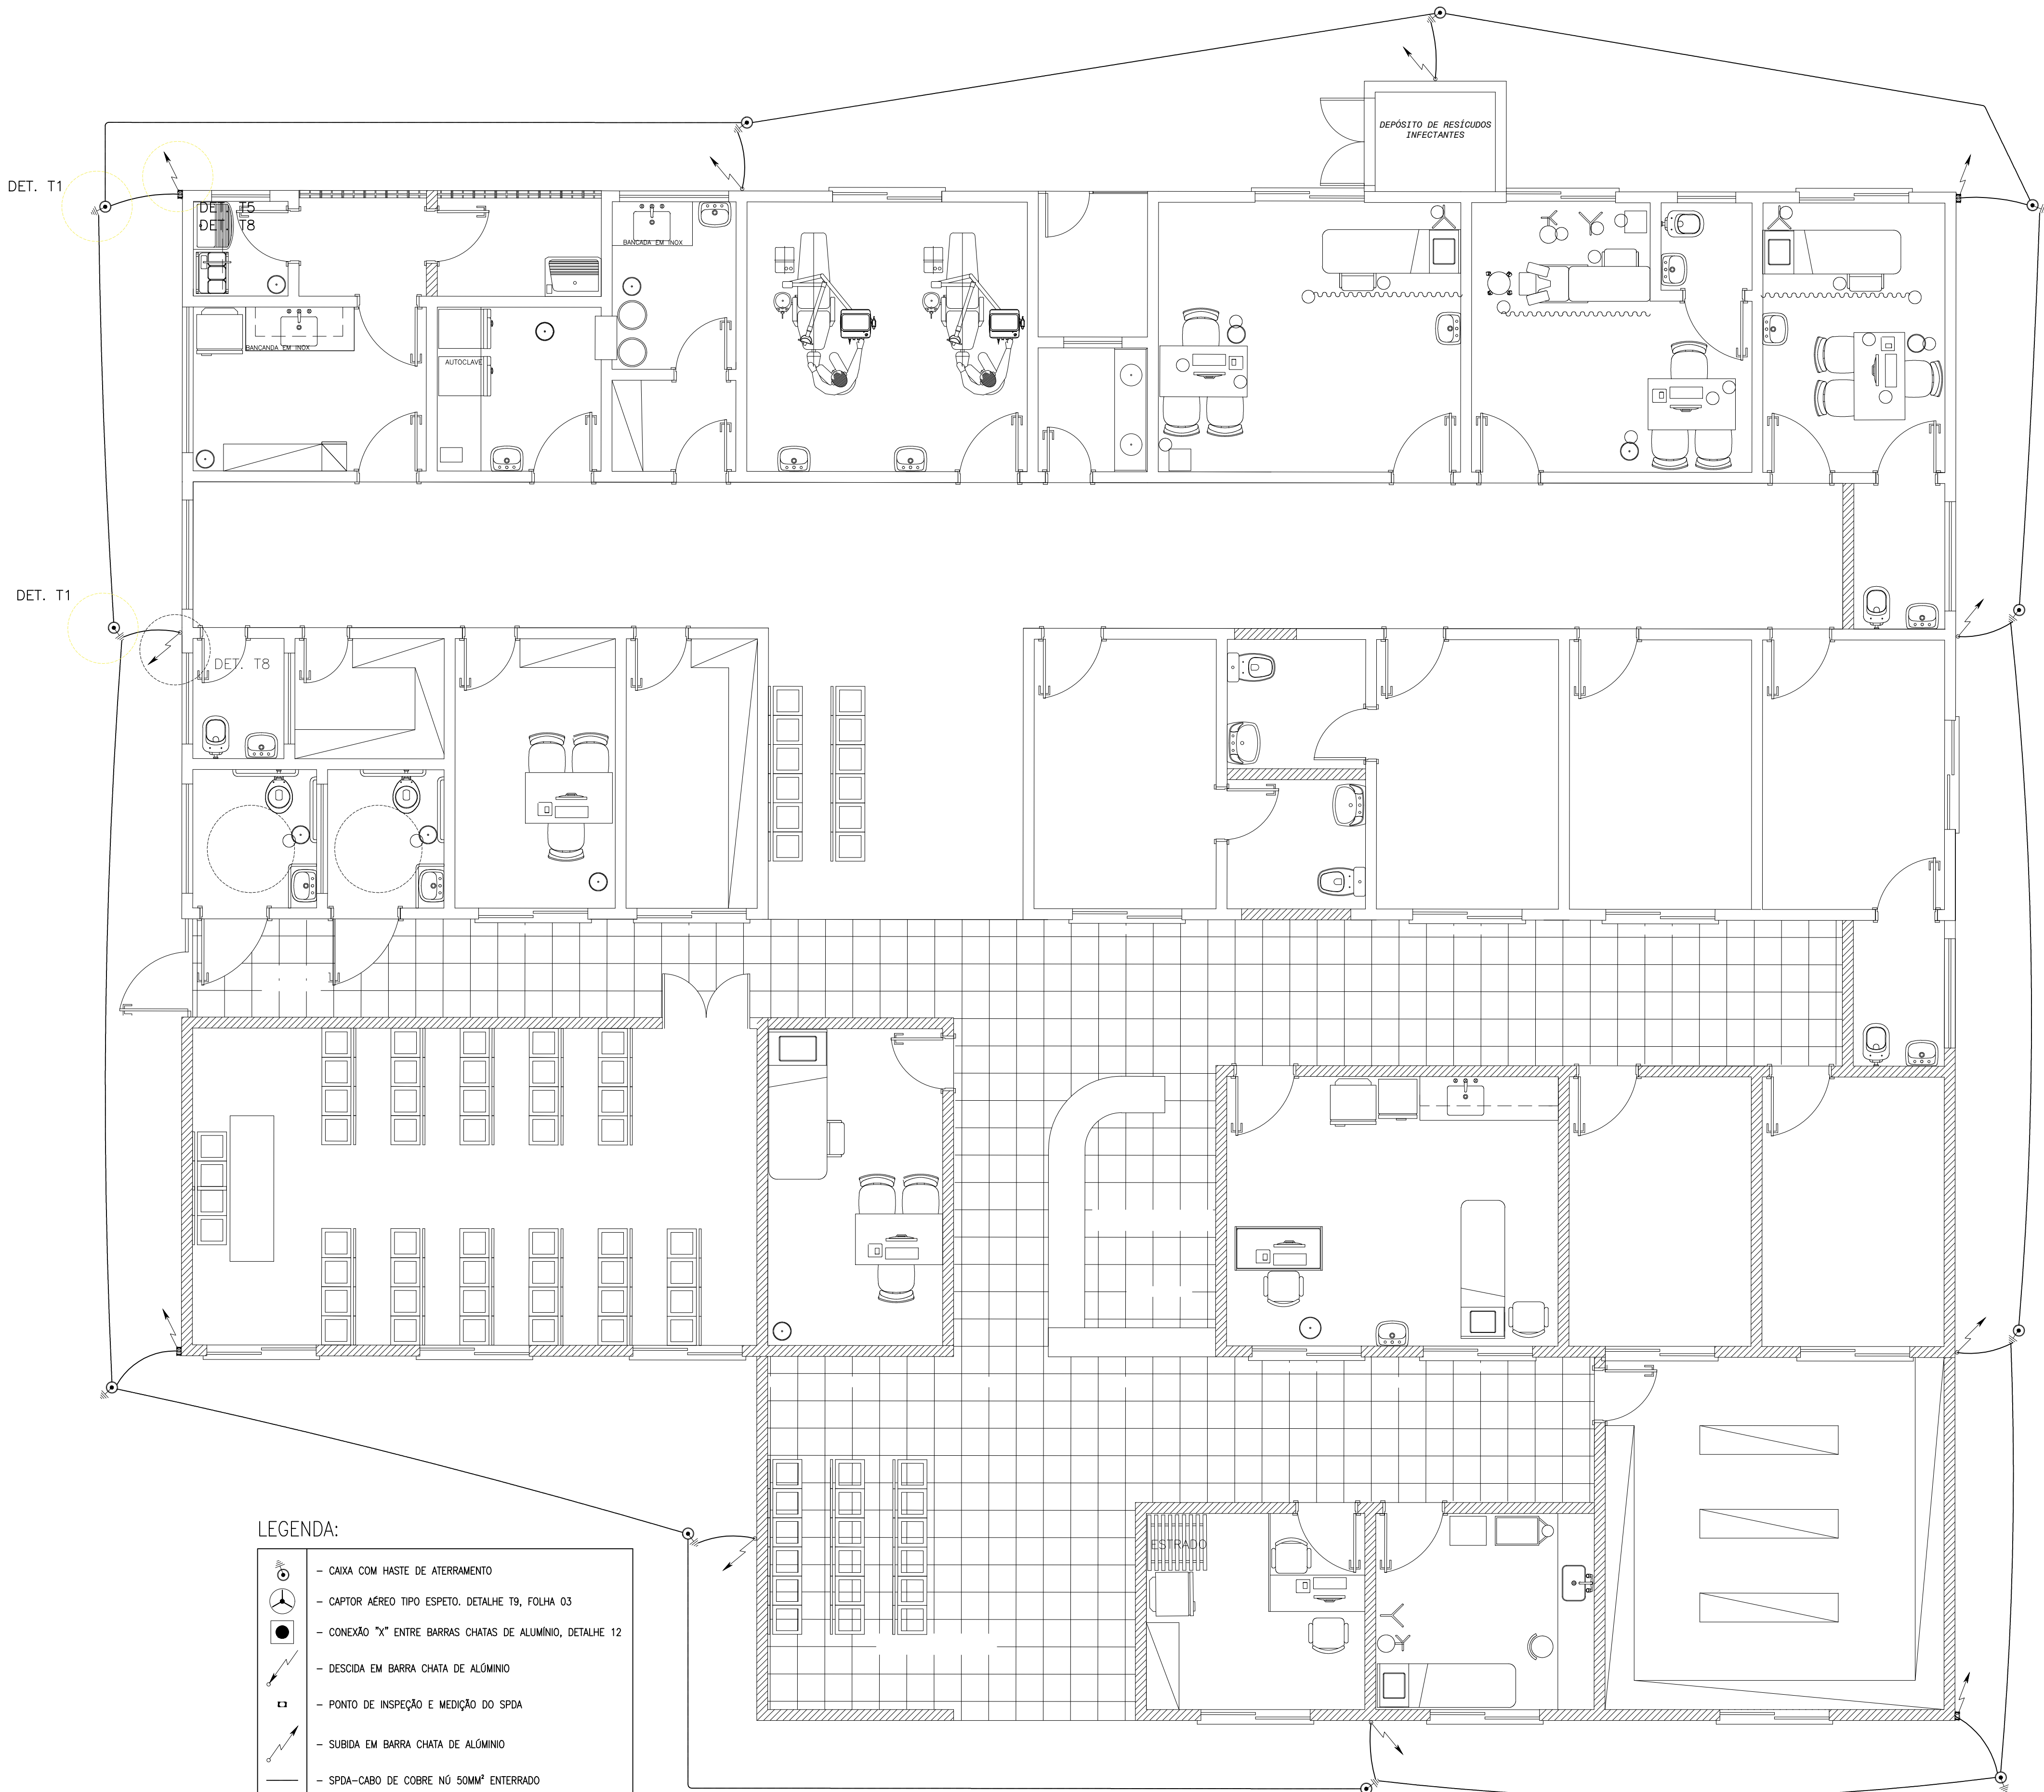 DEPÓSITO DE RESÍCUDOS
INFECTANTES
DET. T1
DET. T5
DET. T8
BANCADA EM INOX
BANCANDA EM INOX
AUTOCLAVE
DET. T1
DET. T8
ESTRADO
LEGENDA:
– CAIXA COM HASTE DE ATERRAMENTO
– CAPTOR AÉREO TIPO ESPETO. DETALHE T9, FOLHA 03
– CONEXÃO "X" ENTRE BARRAS CHATAS DE ALUMÍNIO, DETALHE 12
– DESCIDA EM BARRA CHATA DE ALÚMINIO
– PONTO DE INSPEÇÃO E MEDIÇÃO DO SPDA
– SUBIDA EM BARRA CHATA DE ALÚMINIO
– SPDA-CABO DE COBRE NÚ 50MM² ENTERRADO